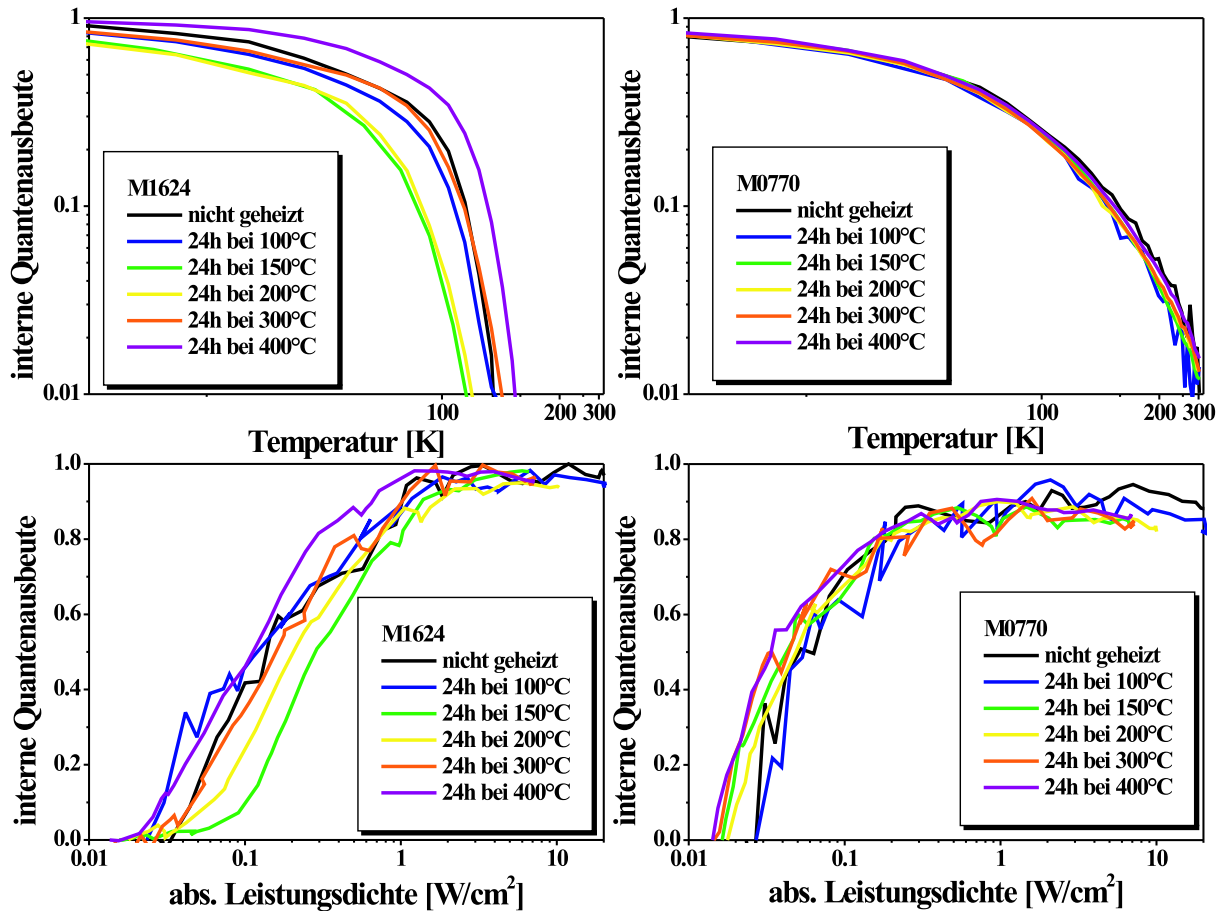 1
0.1
0.01
interne Quantenausbeute
M1624
nicht geheizt
24h bei 100°C
24h bei 150°C
24h bei 200°C
24h bei 300°C
24h bei 400°C
100
200 300
Temperatur [K]
1
0.1
0.01
interne Quantenausbeute
M0770
nicht geheizt
24h bei 100°C
24h bei 150°C
24h bei 200°C
24h bei 300°C
24h bei 400°C
100
200 300
Temperatur [K]
1.0
0.8
0.6
0.4
0.2
0.0
interne Quantenausbeute
M1624
nicht geheizt
24h bei 100°C
24h bei 150°C
24h bei 200°C
24h bei 300°C
24h bei 400°C
0.01 0.1 1 10
abs. Leistungsdichte [W/cm²]
1.0
0.8
0.6
0.4
0.2
0.0
interne Quantenausbeute
M0770
nicht geheizt
24h bei 100°C
24h bei 150°C
24h bei 200°C
24h bei 300°C
24h bei 400°C
0.01 0.1 1 10
abs. Leistungsdichte [W/cm²]